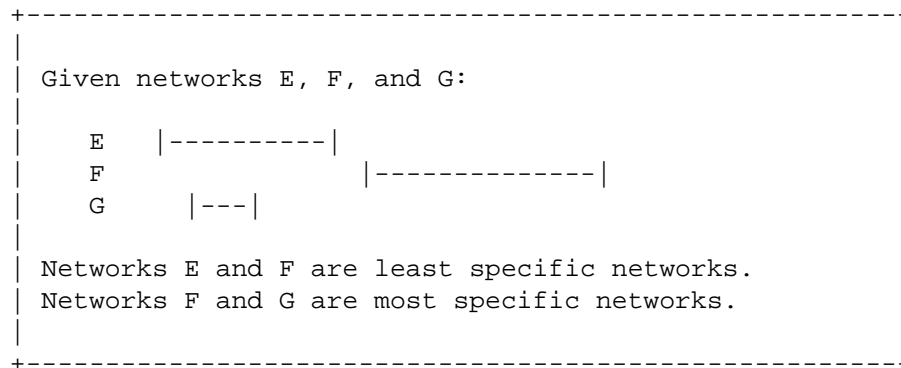 +-------------------------------------------------------
|
| Given networks E, F, and G:
|
|    E   |----------|
|    F                |--------------|
|    G     |---|
|
| Networks E and F are least specific networks.
| Networks F and G are most specific networks.
|
+-------------------------------------------------------